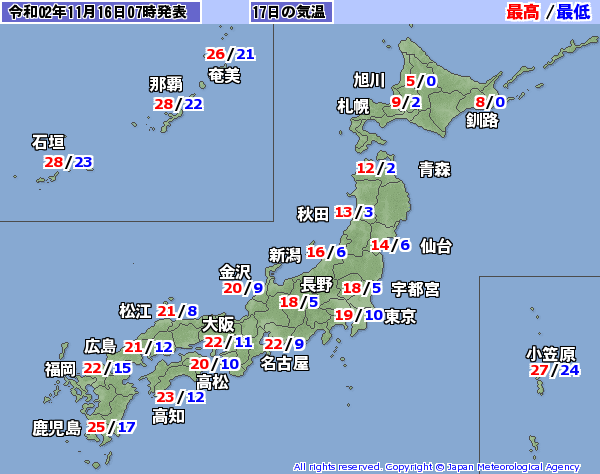 令和02年11月16日07時発表 17日の気温 最高/最低
26/21
奄美
那覇
28/22
石垣
28/23
旭川 5/0
札幌 9/2
8/0
釧路
12/2 青森
秋田 13/3
14/6 仙台
新潟 16/6
金沢
20/9
長野
18/5
18/5 宇都宮
19/10 東京
松江 21/8
大阪
22/11
広島 21/12
22/9
名古屋
福岡 22/15
20/10
高松
23/12
高知
鹿児島 25/17
小笠原
27/24
All rights reserved. Copyright © Japan Meteorological Agency